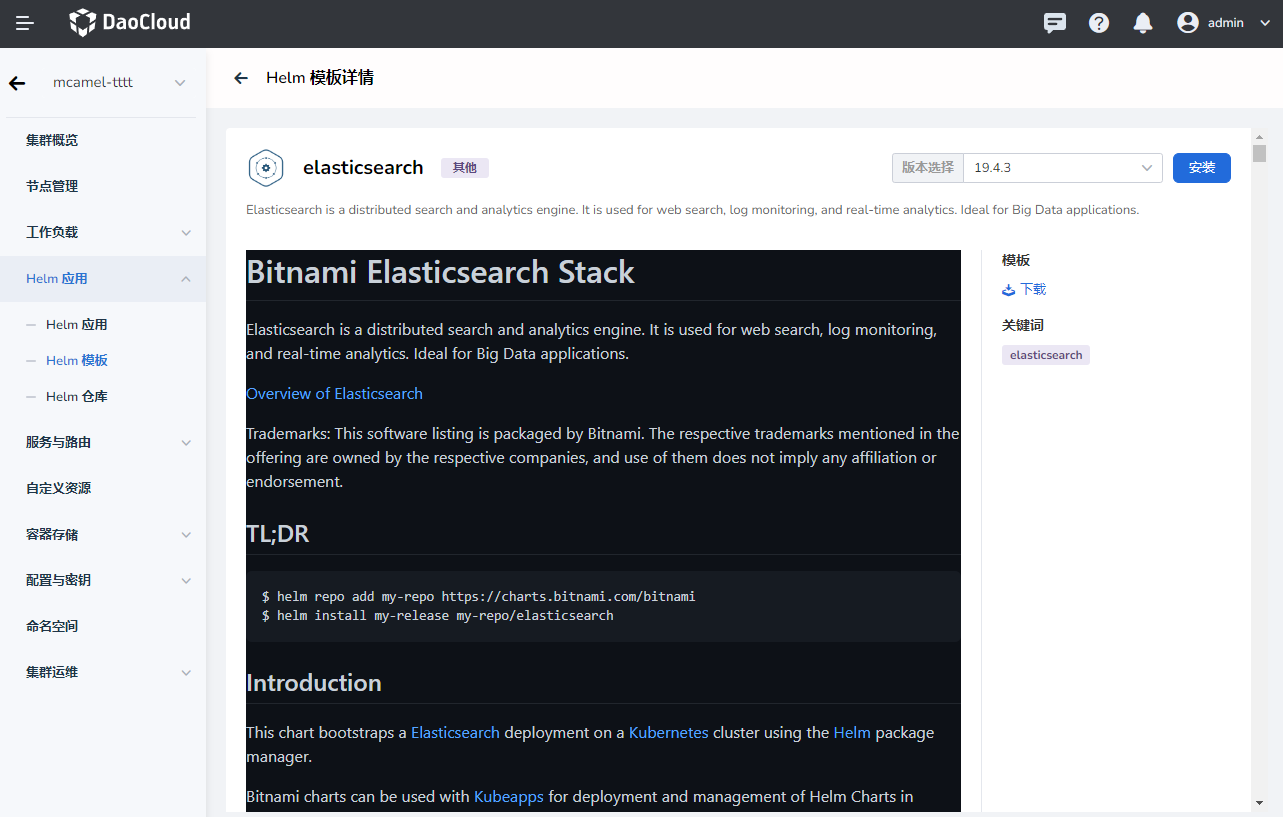 DaoCloud
admin
mcamel-tttt
集群概览
节点管理
工作负载
Helm 应用
Helm 应用
Helm 模板
Helm 仓库
服务与路由
自定义资源
容器存储
配置与密钥
命名空间
集群运维
Helm 模板详情
elasticsearch
其他
版本选择
19.4.3
安装
Elasticsearch is a distributed search and analytics engine. It is used for web search, log monitoring, and real-time analytics. Ideal for Big Data applications.
Bitnami Elasticsearch Stack
Elasticsearch is a distributed search and analytics engine. It is used for web search, log monitoring,
and real-time analytics. Ideal for Big Data applications.
Overview of Elasticsearch
Trademarks: This software listing is packaged by Bitnami. The respective trademarks mentioned in the
offering are owned by the respective companies, and use of them does not imply any affiliation or
endorsement.
TL;DR
$ helm repo add my-repo https://charts.bitnami.com/bitnami
$ helm install my-release my-repo/elasticsearch
Introduction
This chart bootstraps a Elasticsearch deployment on a Kubernetes cluster using the Helm package
manager.
Bitnami charts can be used with Kubeapps for deployment and management of Helm Charts in
模板
下载
关键词
elasticsearch